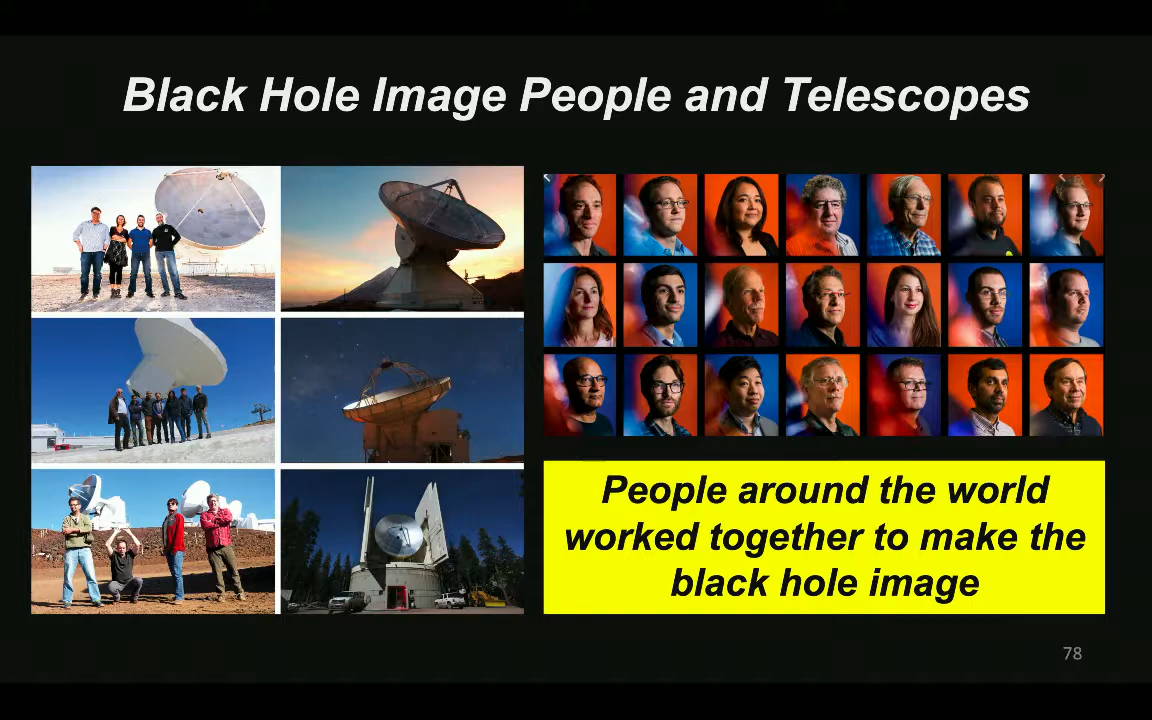 Black Hole Image People and Telescopes
People around the world
worked together to make the
black hole image
78